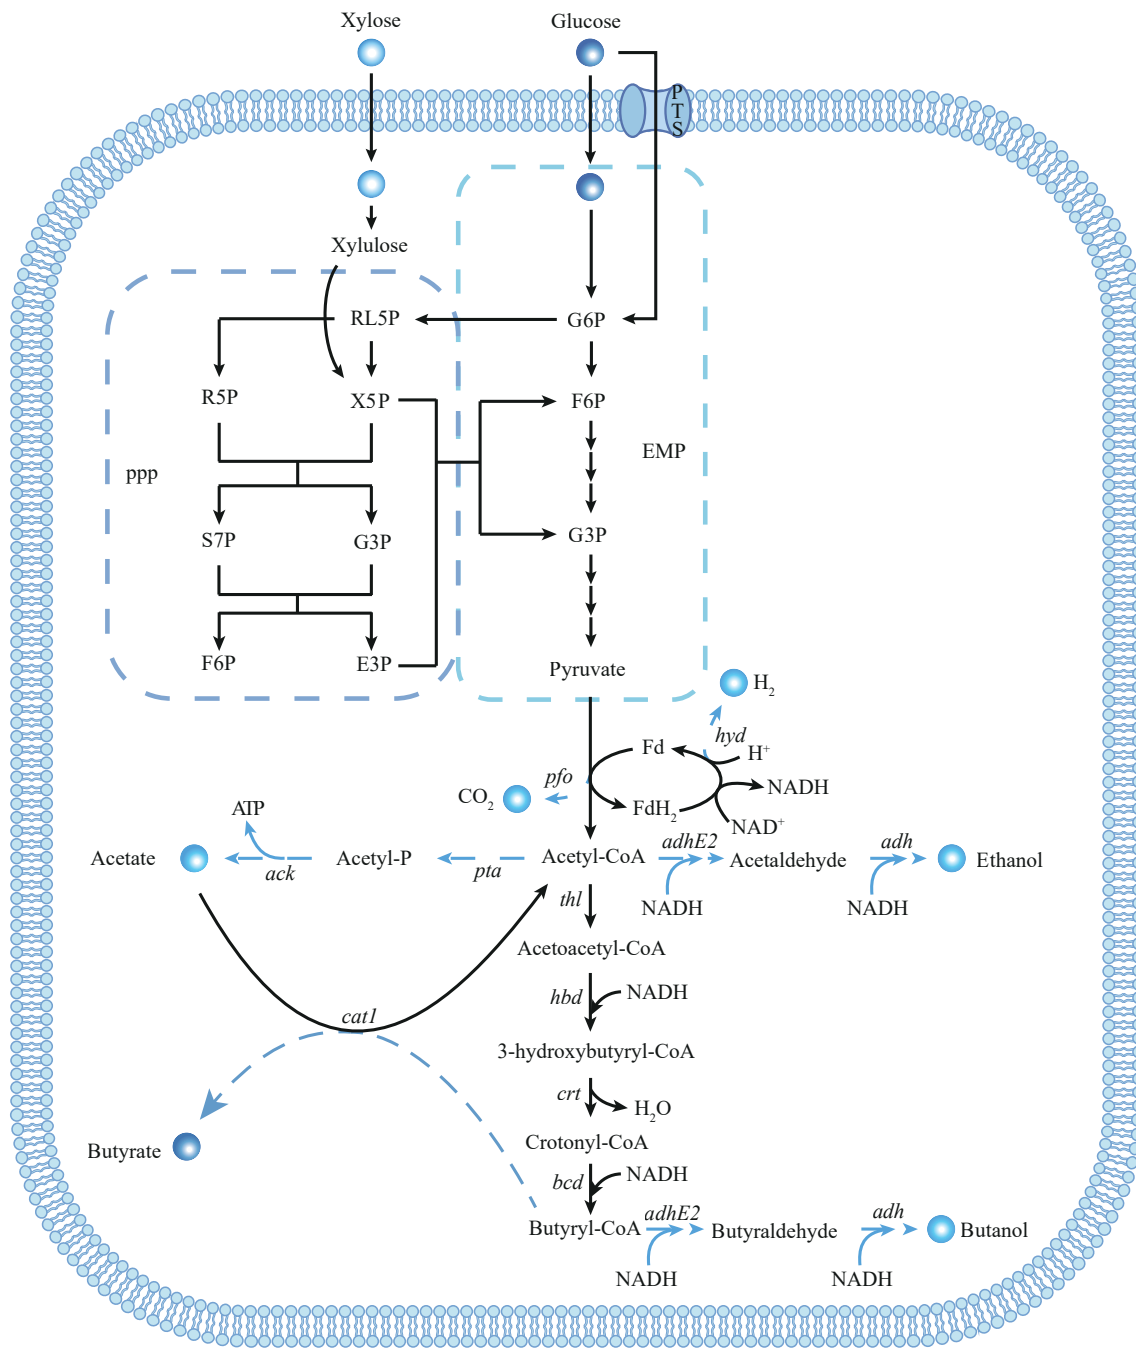 Xylose
Glucose
PTS
Xylulose
RL5P
G6P
R5P
X5P
F6P
EMP
ppp
S7P
G3P
G3P
F6P
E3P
Pyruvate
H2
hyd
Fd
H+
pfo
NADH
CO2
FdH2
ATP
NAD+
adhE2
adh
Acetate
Acetyl-P
Acetyl-CoA
Acetaldehyde
Ethanol
ack
pta
thl
NADH
NADH
Acetoacetyl-CoA
hbd
NADH
cat1
3-hydroxybutyryl-CoA
crt
H2O
Butyrate
Crotonyl-CoA
bcd
NADH
adhE2
adh
Butyryl-CoA
Butyraldehyde
Butanol
NADH
NADH